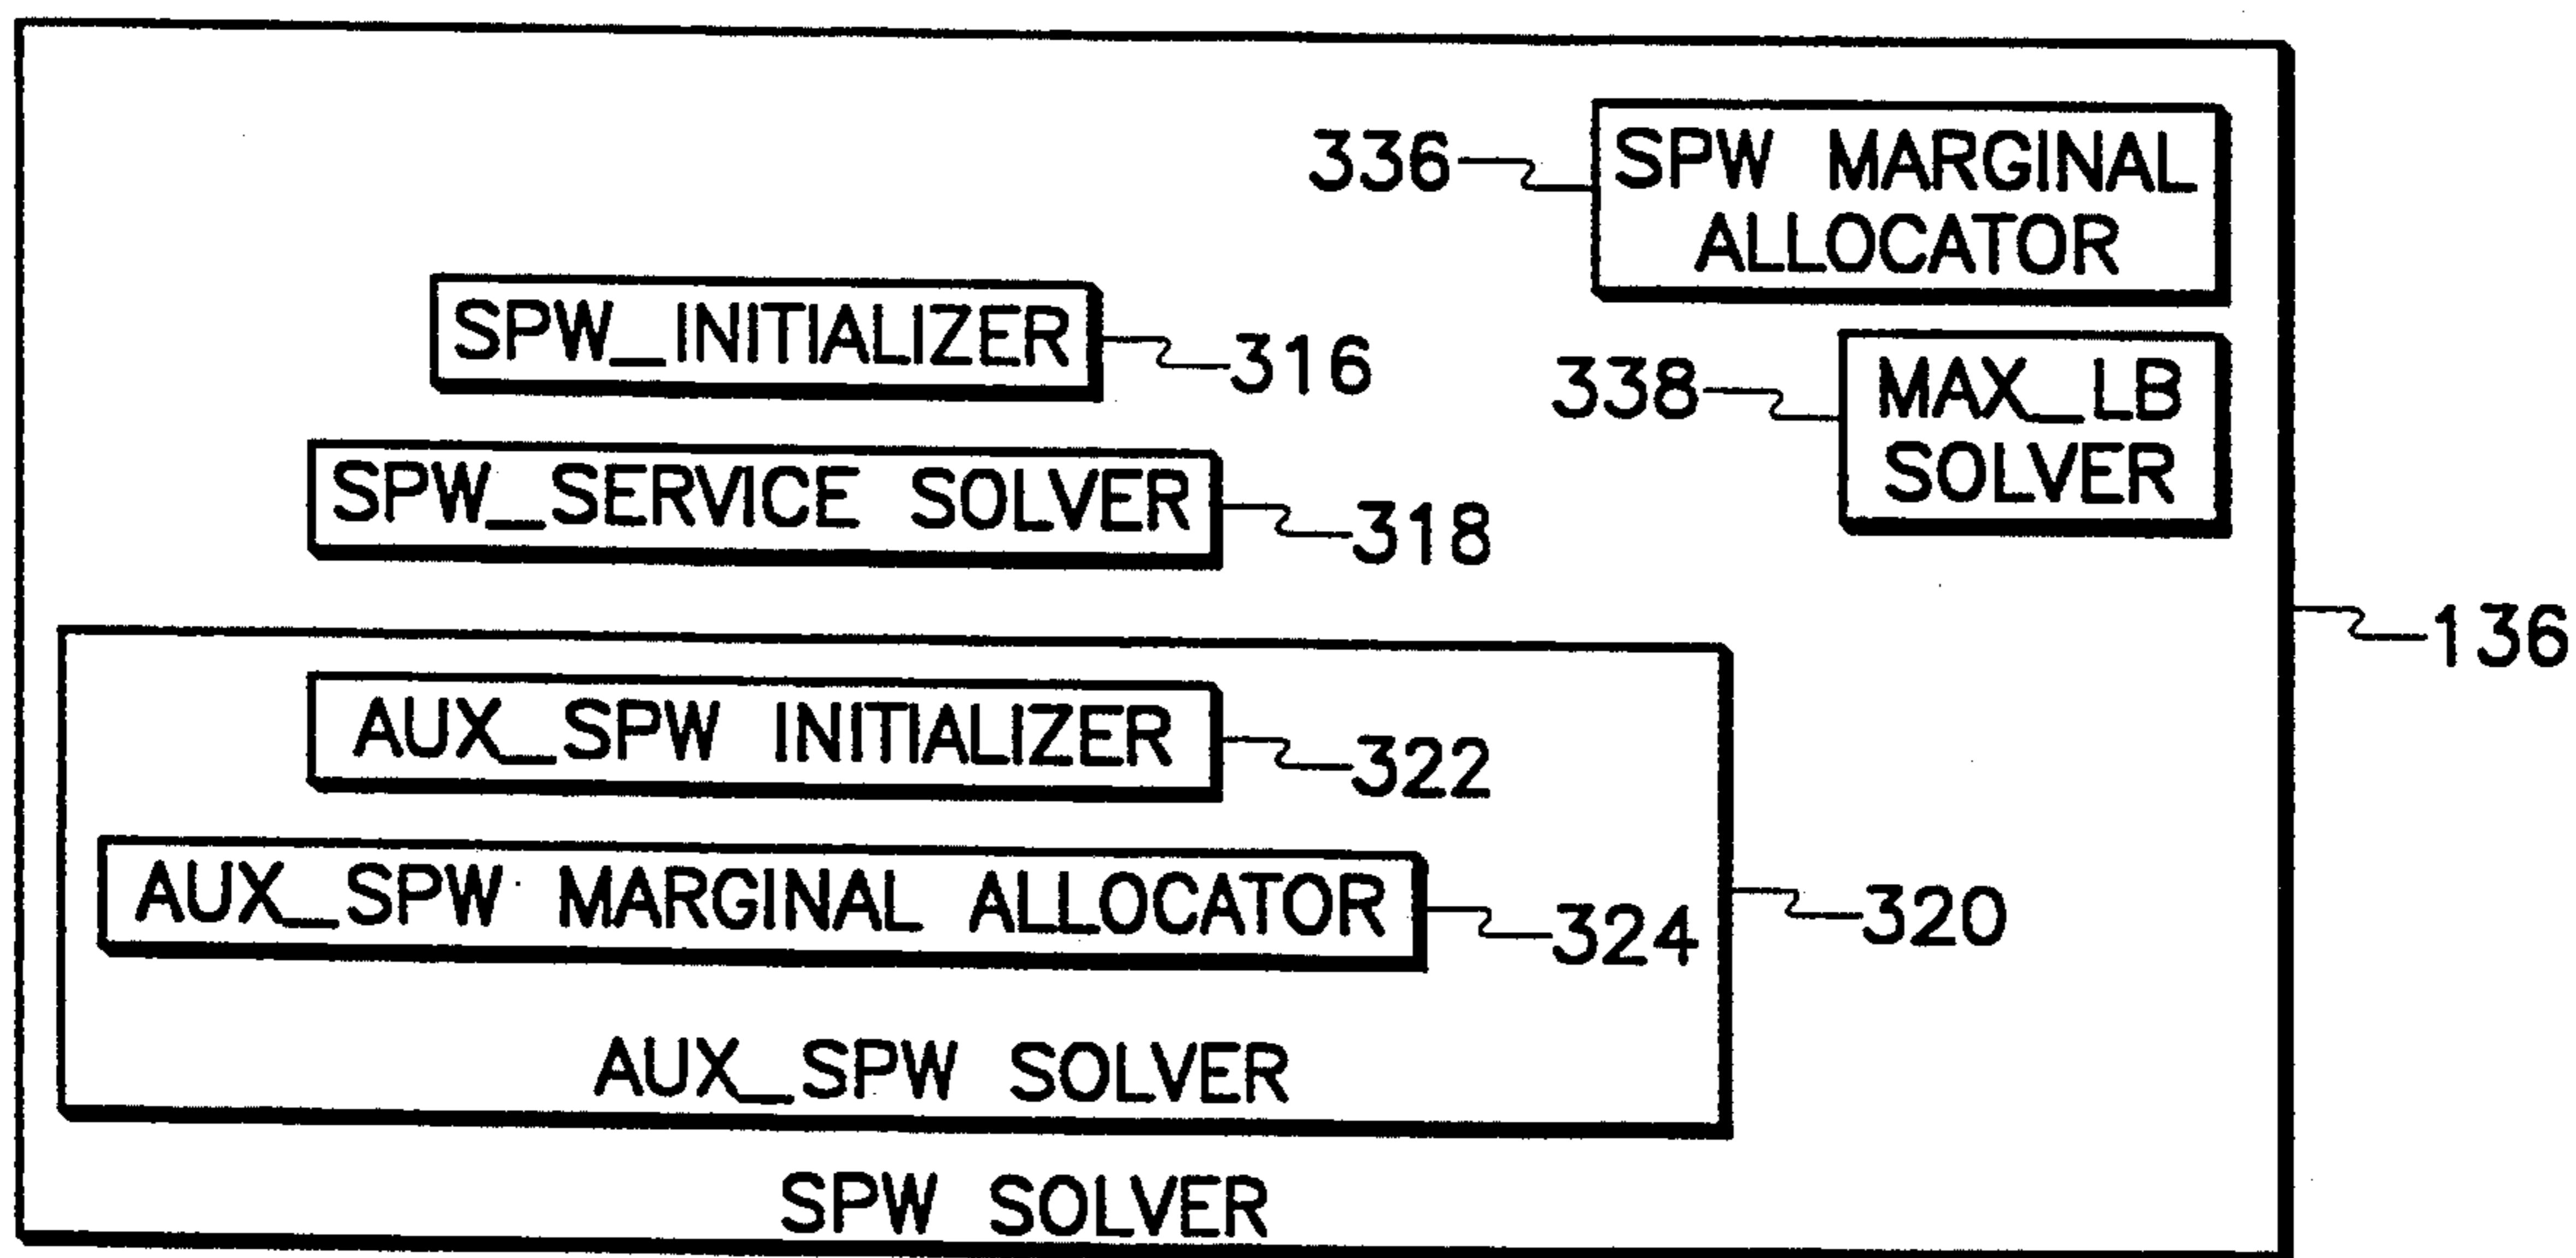 336 SPW MARGINAL
ALLOCATOR
SPW_INITIALIZER 316
338 MAX_LB
SOLVER
SPW_SERVICE SOLVER 318
136
AUX_SPW INITIALIZER 322
AUX_SPW MARGINAL ALLOCATOR 324
320
AUX_SPW SOLVER
SPW SOLVER